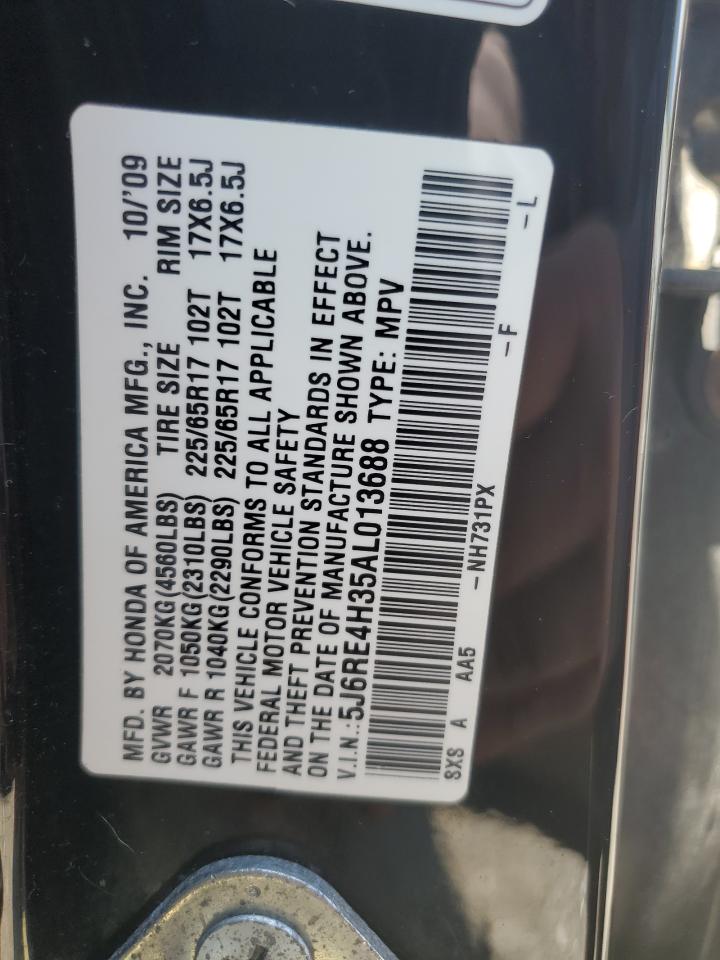 MFD. BY HONDA OF AMERICA MFG., INC. 10/'09
GVWR 2070KG(4560LBS) TIRE SIZE RIM SIZE
GAWR F 1050KG(2310LBS) 225/65R17 102T 17X6.5J
GAWR R 1040KG(2290LBS) 225/65R17 102T 17X6.5J
THIS VEHICLE CONFORMS TO ALL APPLICABLE
FEDERAL MOTOR VEHICLE SAFETY
AND THEFT PREVENTION STANDARDS IN EFFECT
ON THE DATE OF MANUFACTURE SHOWN ABOVE.
V.I.N.:5J6RE4H35AL013688 TYPE: MPV
SXS A AA5 -NH731PX -F -L